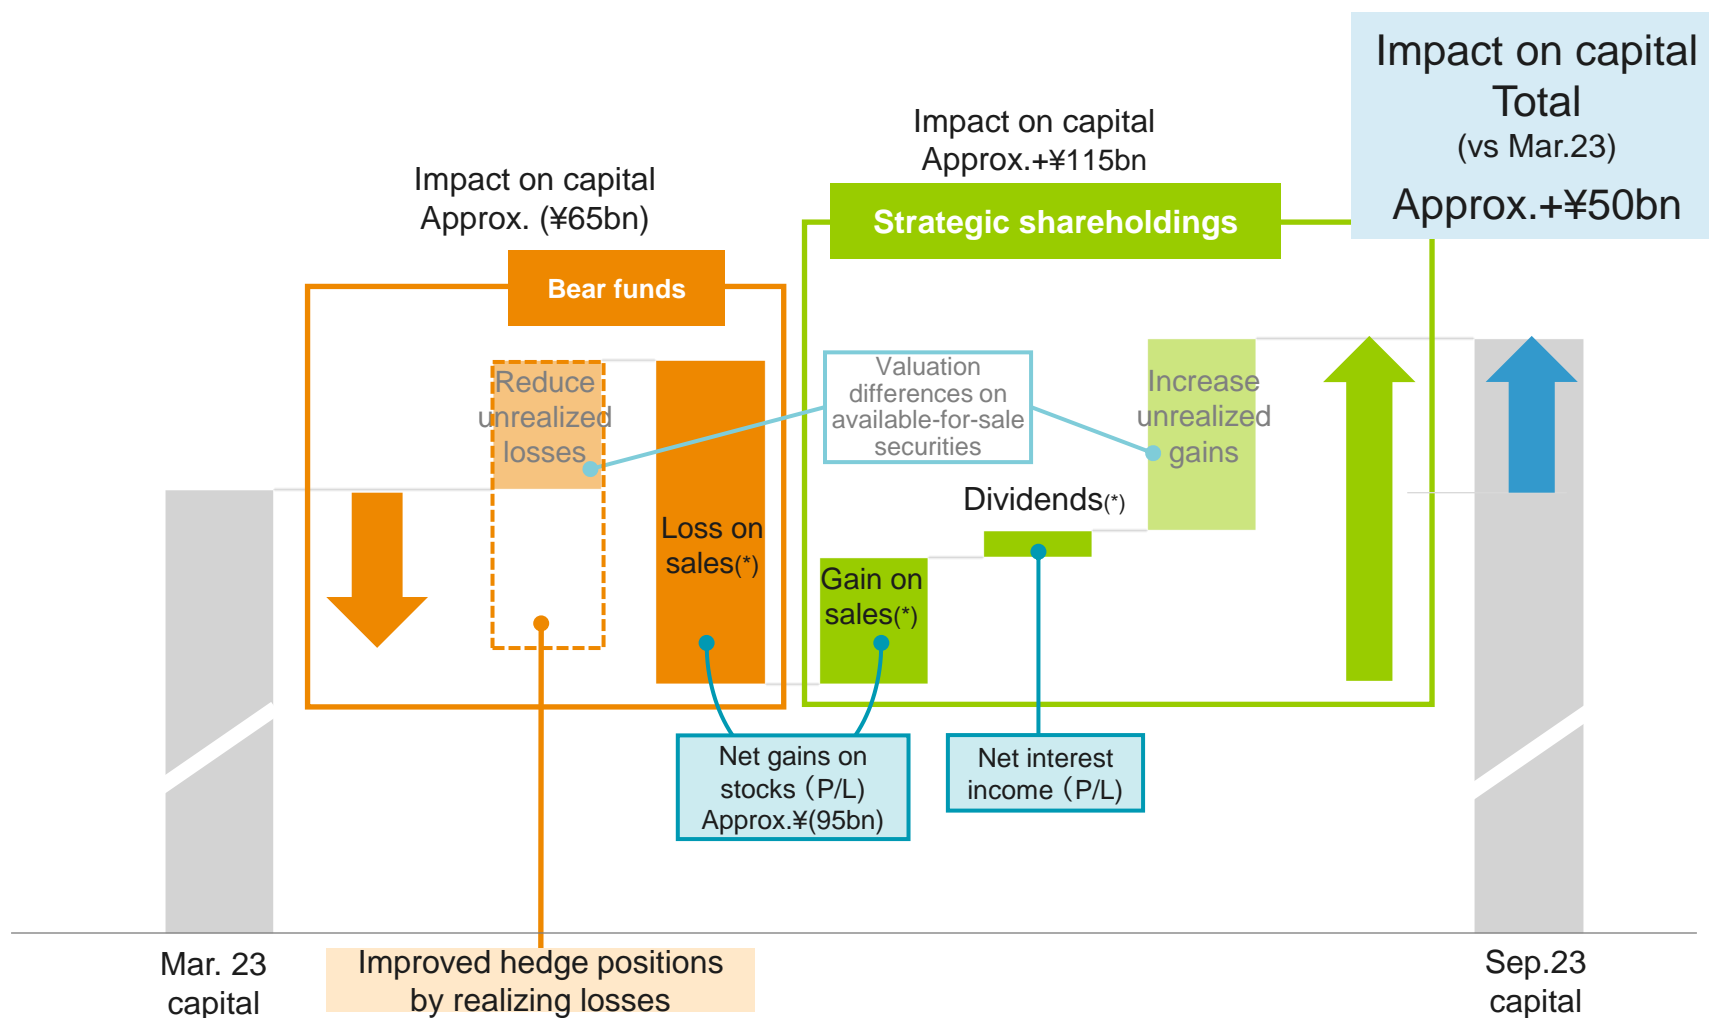 Impact on capital
Total
(vs Mar.23)
Approx.+¥50bn
Impact on capital
Approx.+¥115bn
Impact on capital
Approx. (¥65bn)
Strategic shareholdings
Bear funds
Reduce
unrealized
losses
Valuation
differences on
available-for-sale
securities
Increase
unrealized
gains
Dividends(*)
Loss on
sales(*)
Gain on
sales(*)
Net gains on
stocks（P/L)
Approx.¥(95bn)
Net interest
income（P/L)
Mar. 23
capital
Improved hedge positions
by realizing losses
Sep.23
capital